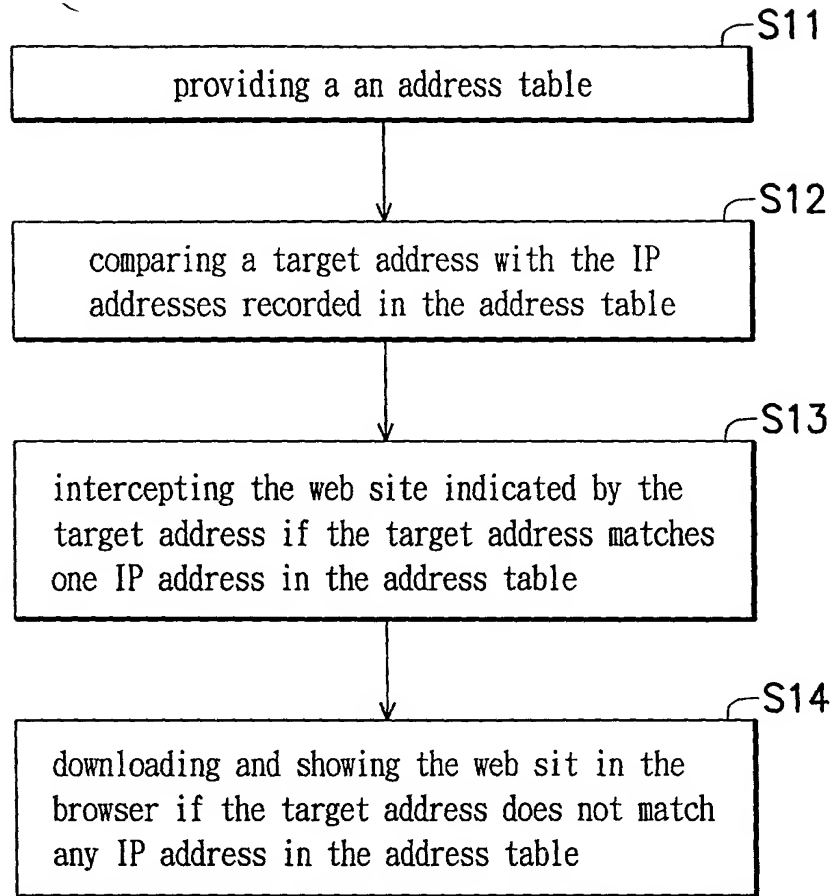 S11
providing a an address table
S12
comparing a target address with the IP
addresses recorded in the address table
S13
intercepting the web site indicated by the
target address if the target address matches
one IP address in the address table
S14
downloading and showing the web sit in the
browser if the target address does not match
any IP address in the address table